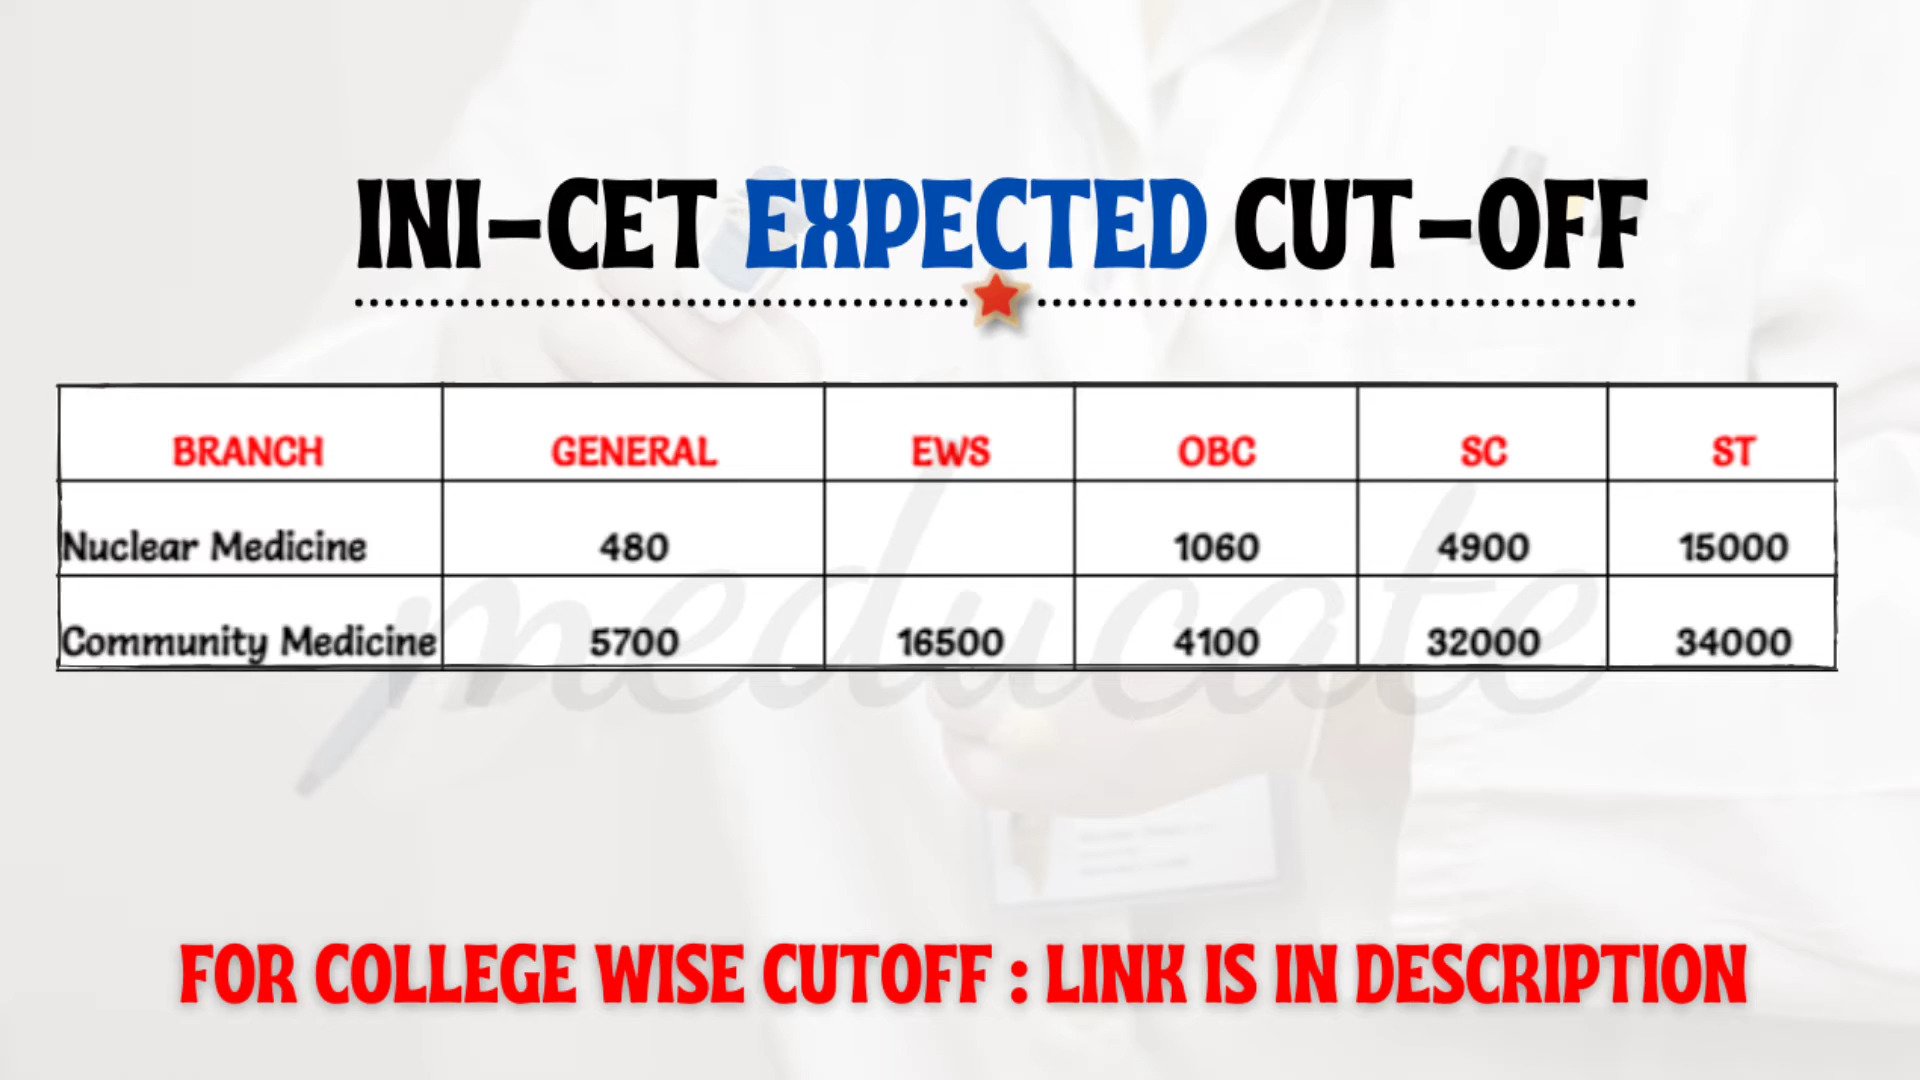 INI-CET EXPECTED CUT-OFF
BRANCH GENERAL EWS OBC SC ST
Nuclear Medicine 480 1060 4900 15000
Community Medicine 5700 16500 4100 32000 34000
meducate
FOR COLLEGE WISE CUTOFF : LINK IS IN DESCRIPTION